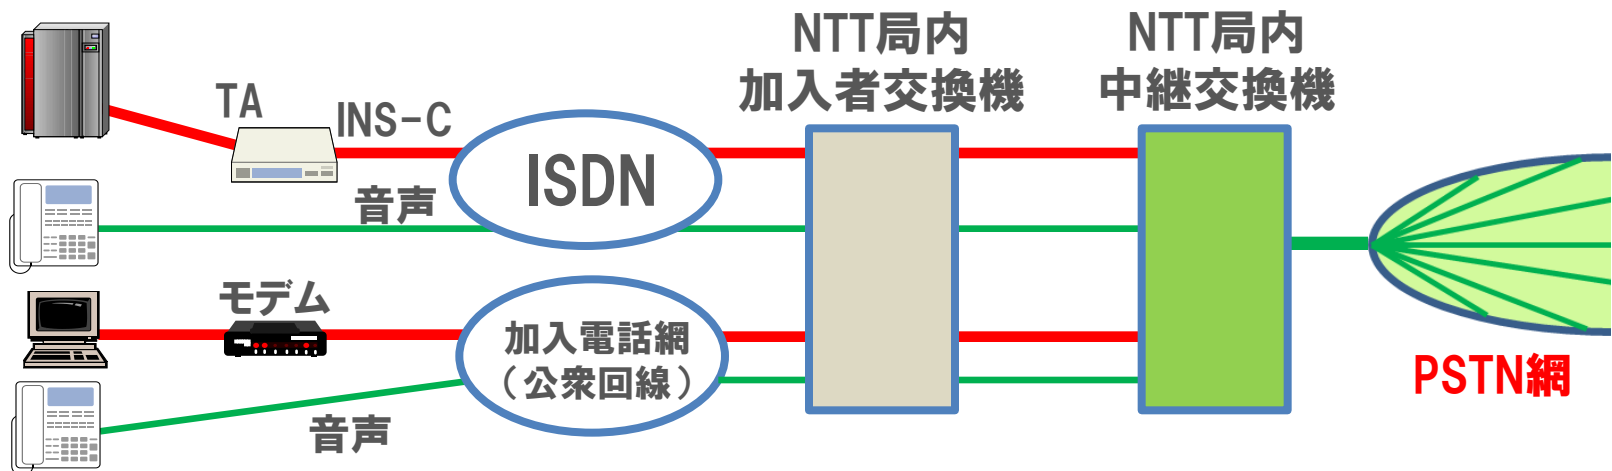 NTT局内
加入者交換機
NTT局内
中継交換機
TA
INS-C
ISDN
音声
モデム
加入電話網
（公衆回線）
音声
PSTN網